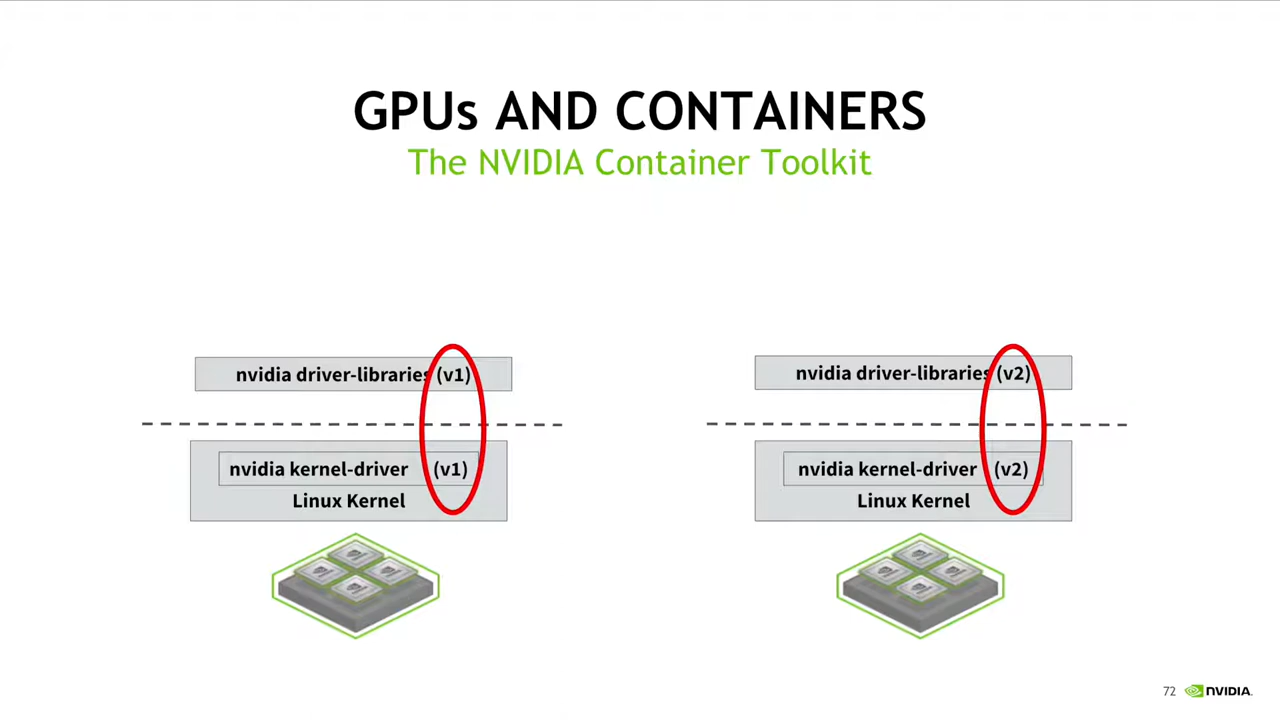 GPUs AND CONTAINERS
The NVIDIA Container Toolkit
nvidia driver-libraries (v1)
nvidia kernel-driver (v1)
Linux Kernel
nvidia driver-libraries (v2)
nvidia kernel-driver (v2)
Linux Kernel
72 NVIDIA.